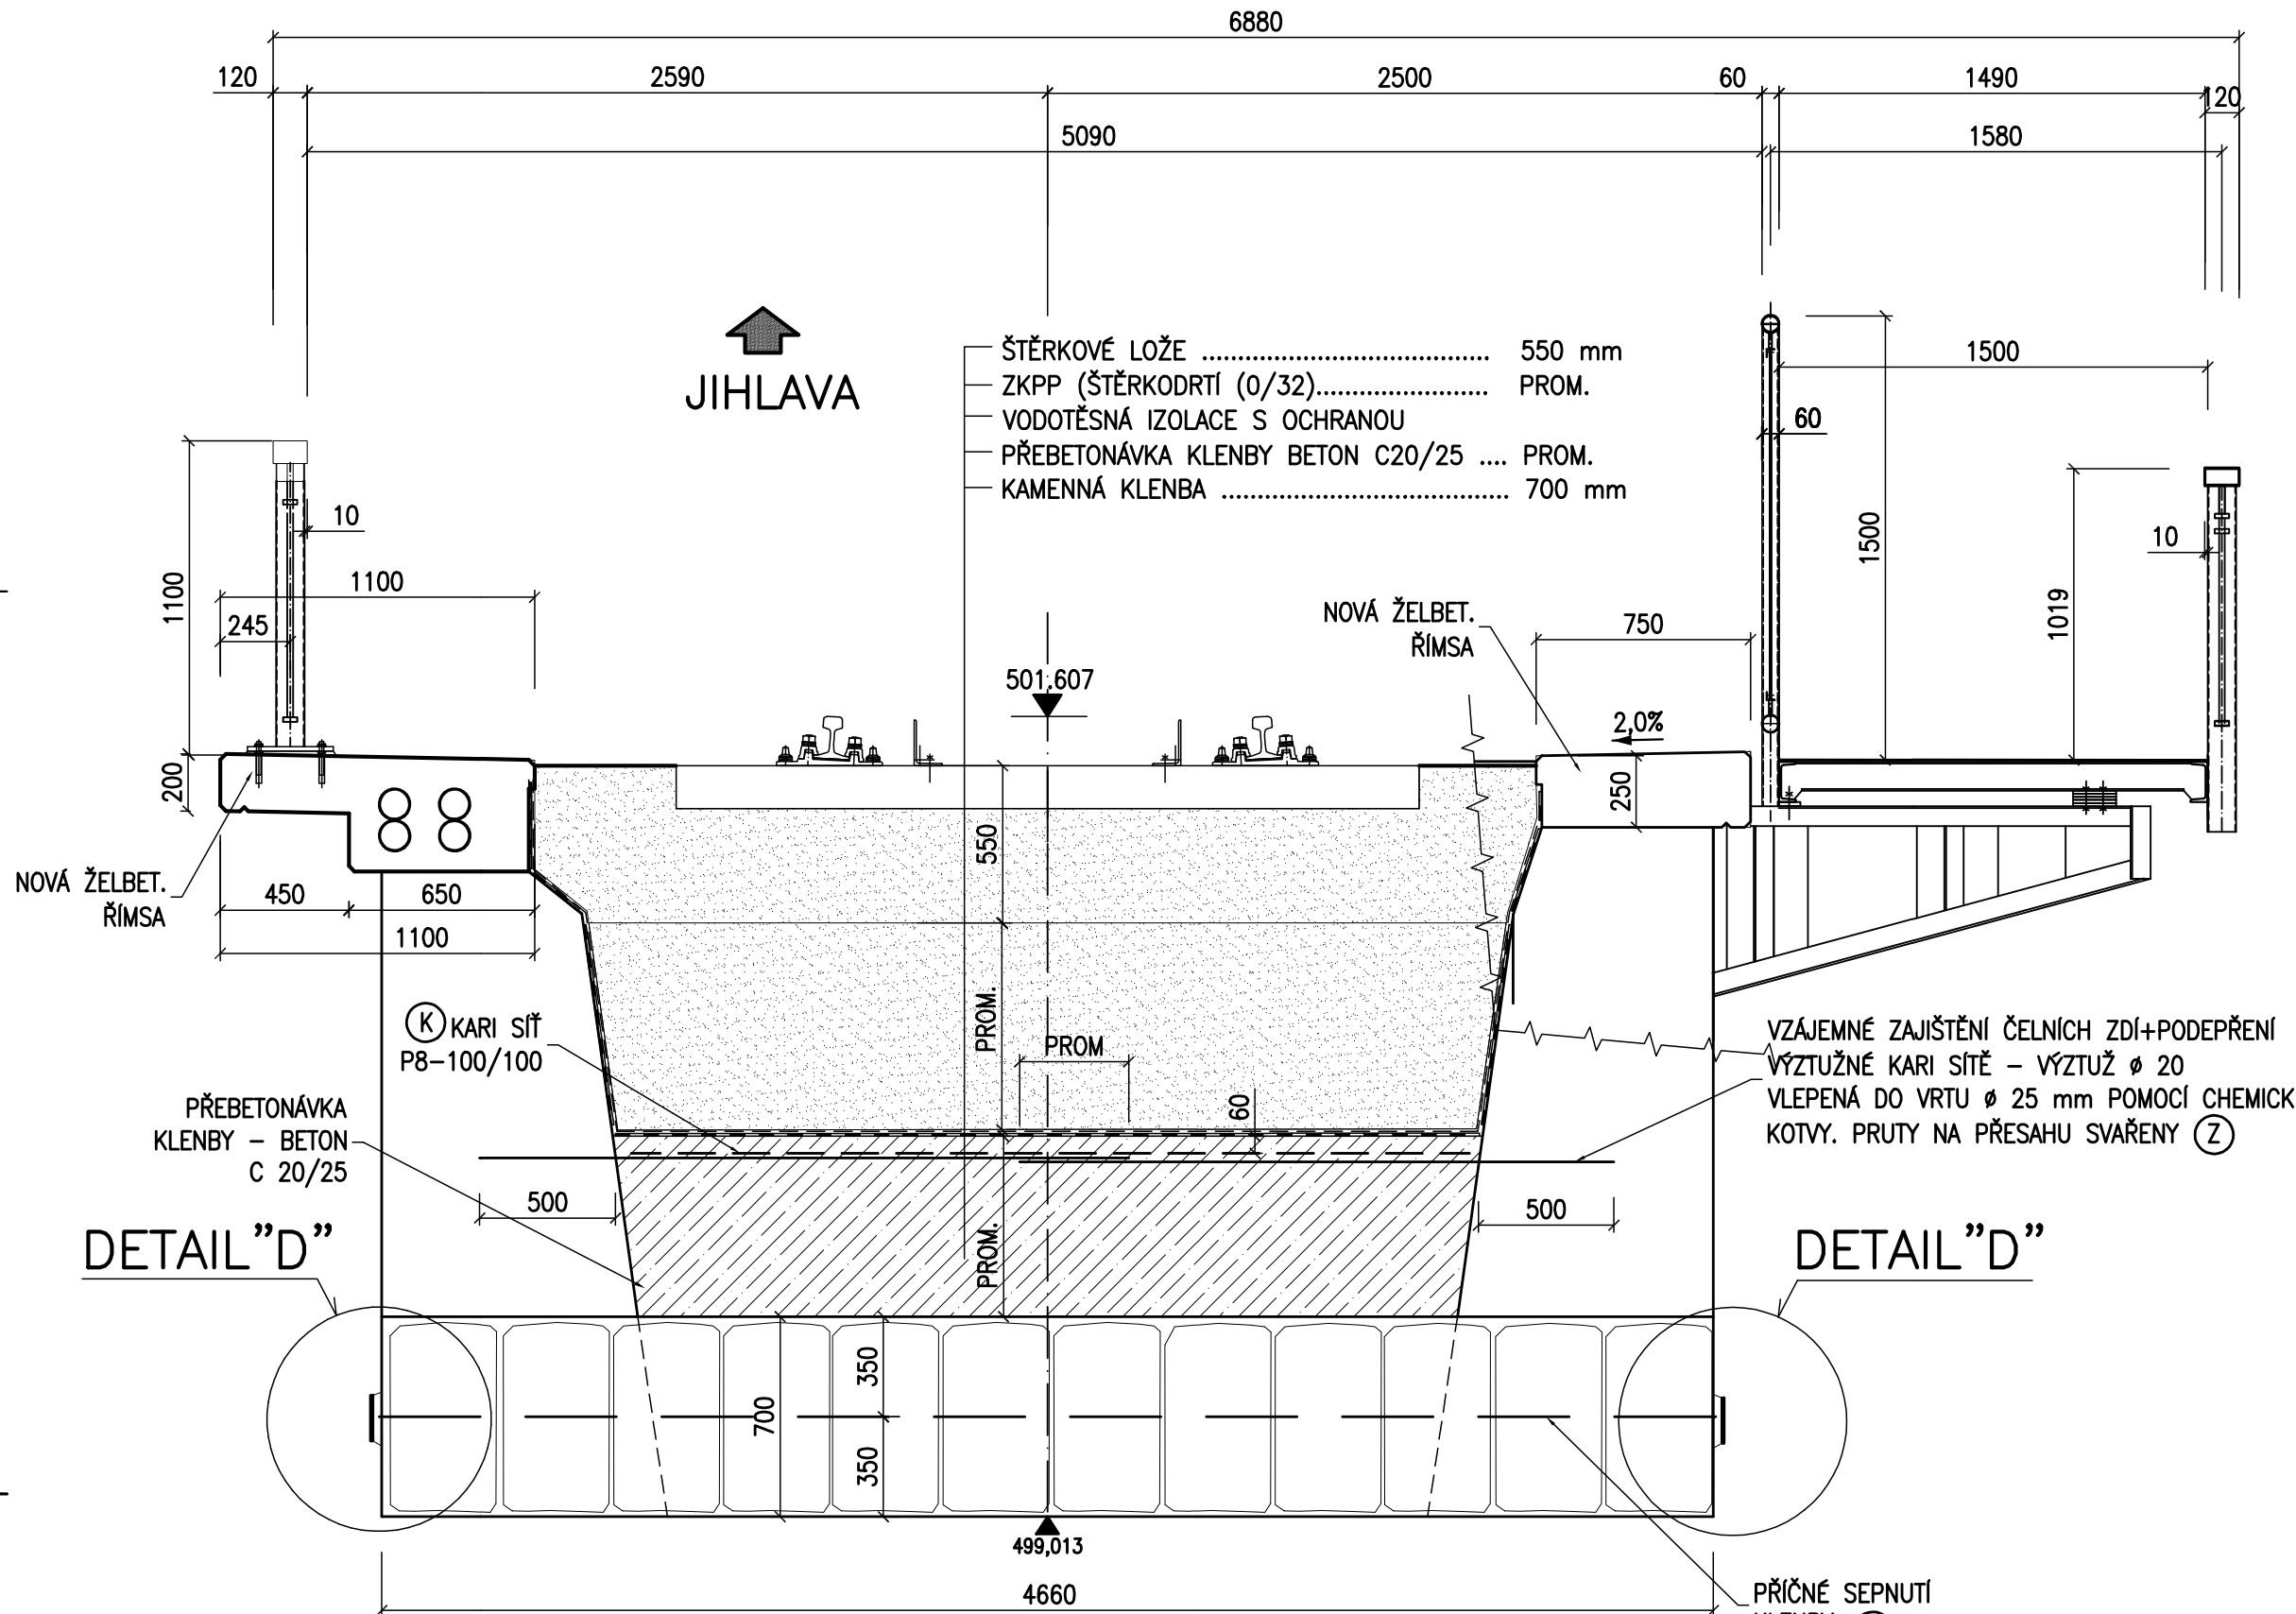 6880
120 2590 2500 60 1490 120
5090 1580
JIHLAVA
ŠTĚRKOVÉ LOŽE ....................................... 550 mm
ZKPP (ŠTĚRKODRTÍ (0/32)........................ PROM.
VODOTĚSNÁ IZOLACE S OCHRANOU
PŘEBETONÁVKA KLENBY BETON C20/25 .... PROM.
KAMENNÁ KLENBA ....................................... 700 mm
1500
60
10
1100
1100
245
200
1500
1019
10
NOVÁ ŽELBET.
ŘÍMSA
750
501.607
2,0%
250
550
NOVÁ ŽELBET.
ŘÍMSA
450 650
1100
PROM.
K KARI SÍŤ
P8-100/100
PROM
60
VZÁJEMNÉ ZAJIŠTĚNÍ ČELNÍCH ZDÍ+PODEPŘENÍ
VÝZTUŽNÉ KARI SÍTĚ - VÝZTUŽ ø 20
VLEPENÁ DO VRTU ø 25 mm POMOCÍ CHEMICK
KOTVY. PRUTY NA PŘESAHU SVAŘENY Z
PŘEBETONÁVKA
KLENBY - BETON
C 20/25
500
PROM.
500
DETAIL"D"
DETAIL"D"
700
350
350
499,013
4660
PŘÍČNÉ SEPNUTÍ